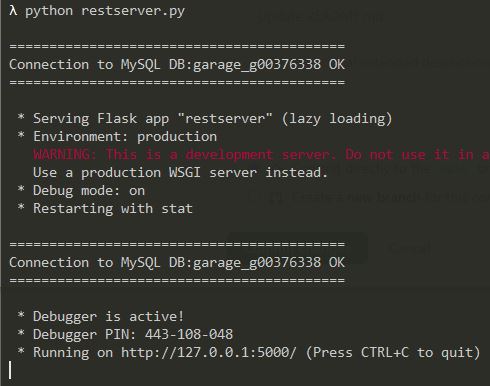 λ python restserver.py
==========================================
Connection to MySQL DB:garage_g00376338 OK
==========================================
* Serving Flask app "restserver" (lazy loading)
* Environment: production
WARNING: This is a development server. Do not use it in a
Use a production WSGI server instead.
* Debug mode: on
* Restarting with stat
==========================================
Connection to MySQL DB:garage_g00376338 OK
==========================================
* Debugger is active!
* Debugger PIN: 443-108-048
* Running on http://127.0.0.1:5000/ (Press CTRL+C to quit)